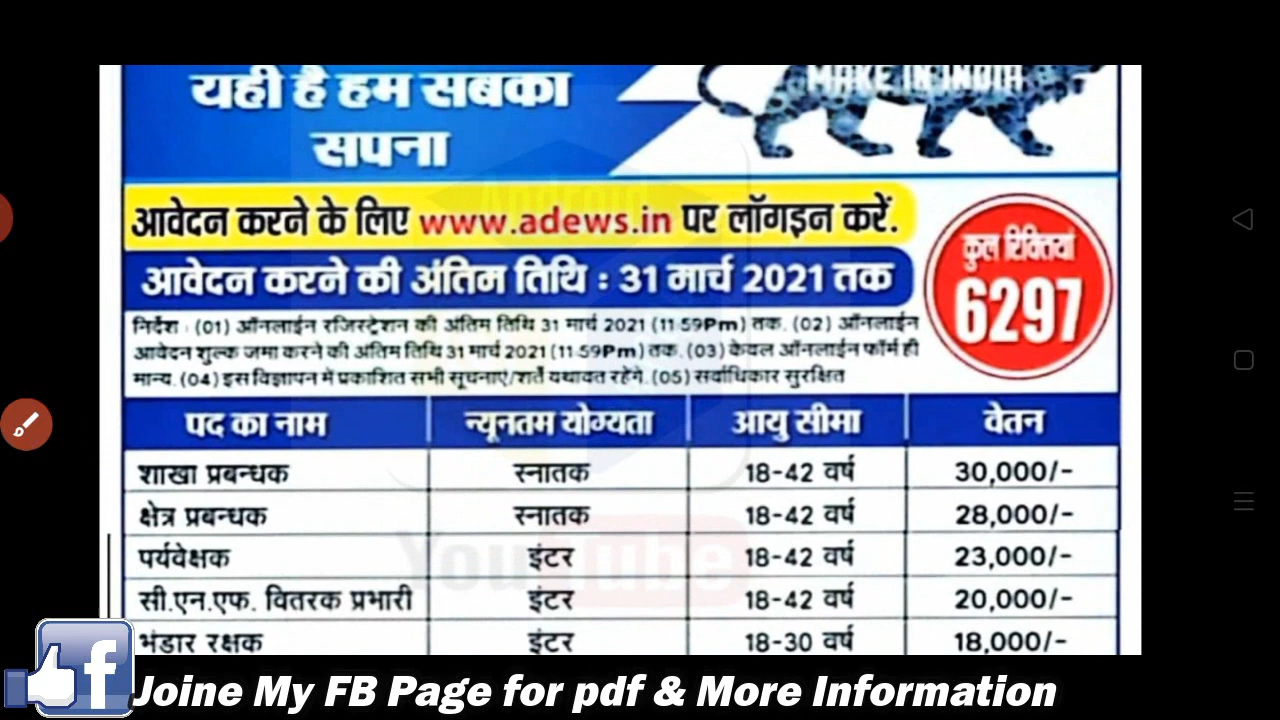 यही है हम सबका
सपना
MAKE IN INDIA
आवेदन करने के लिए www.adews.in पर लॉगइन करें.
आवेदन करने की अंतिम तिथि : 31 मार्च 2021 तक
कुल रिक्तियां
6297
निर्देश : (01) ऑनलाईन रजिस्ट्रेशन की अंतिम तिथि 31 मार्च 2021 (11:59Pm) तक. (02) ऑनलाईन
आवेदन शुल्क जमा करने की अंतिम तिथि 31 मार्च 2021 (11:59Pm) तक. (03) केवल ऑनलाईन फॉर्म ही
मान्य. (04) इस विज्ञापन में प्रकाशित सभी सूचनाएं/शर्तें यथावत रहेंगे. (05) सर्वाधिकार सुरक्षित
पद का नाम न्यूनतम योग्यता आयु सीमा वेतन
शाखा प्रबन्धक स्नातक 18-42 वर्ष 30,000/-
क्षेत्र प्रबन्धक स्नातक 18-42 वर्ष 28,000/-
पर्यवेक्षक इंटर 18-42 वर्ष 23,000/-
सी.एन.एफ. वितरक प्रभारी इंटर 18-42 वर्ष 20,000/-
भंडार रक्षक इंटर 18-30 वर्ष 18,000/-
Android
YouTube
f
Joine My FB Page for pdf & More Information